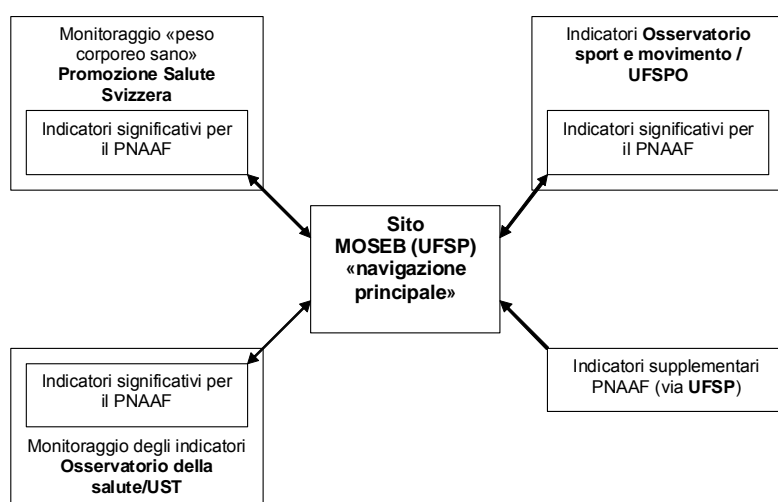 Monitoraggio «peso
corporeo sano»
Promozione Salute
Svizzera
Indicatori significativi per
il PNAAF
Indicatori Osservatorio
sport e movimento /
UFSPO
Indicatori significativi per
il PNAAF
Sito
MOSEB (UFSP)
«navigazione
principale»
Indicatori significativi per
il PNAAF
Monitoraggio degli indicatori
Osservatorio della
salute/UST
Indicatori supplementari
PNAAF (via UFSP)